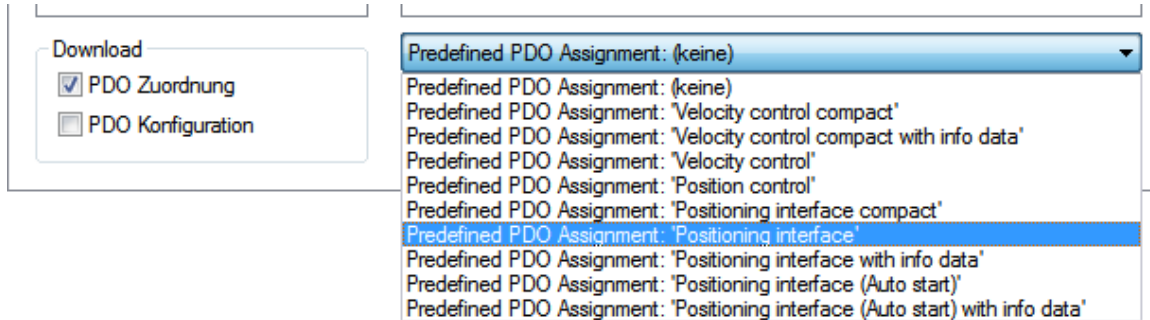 Download
PDO Zuordnung
PDO Konfiguration
Predefined PDO Assignment: (keine)
Predefined PDO Assignment: (keine)
Predefined PDO Assignment: 'Velocity control compact'
Predefined PDO Assignment: 'Velocity control compact with info data'
Predefined PDO Assignment: 'Velocity control'
Predefined PDO Assignment: 'Position control'
Predefined PDO Assignment: 'Positioning interface compact'
Predefined PDO Assignment: 'Positioning interface'
Predefined PDO Assignment: 'Positioning interface with info data'
Predefined PDO Assignment: 'Positioning interface (Auto start)'
Predefined PDO Assignment: 'Positioning interface (Auto start) with info data'